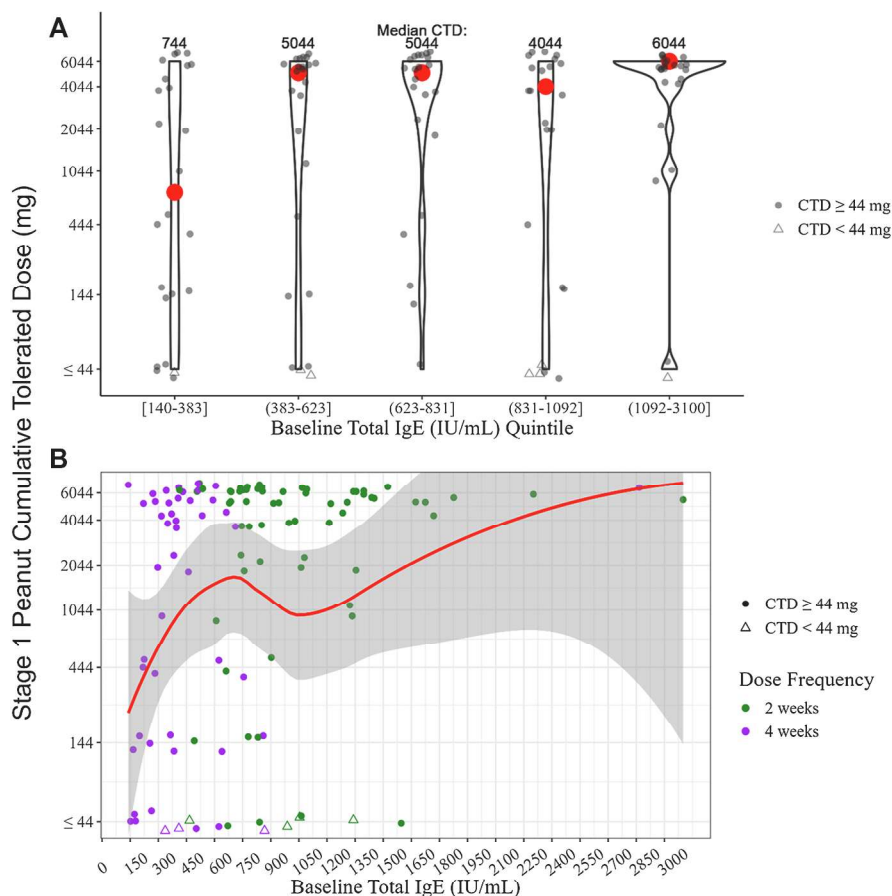 A
Median CTD:
744 5044 5044 4044 6044
6044
4044
2044
1044
444
144
≤ 44
[140-383] (383-623] (623-831] (831-1092] (1092-3100]
Baseline Total IgE (IU/mL) Quintile
CTD ≥ 44 mg
CTD < 44 mg
Stage 1 Peanut Cumulative Tolerated Dose (mg)
B
6044
4044
2044
1044
444
144
≤ 44
0 150 300 450 600 750 900 1050 1200 1350 1500 1650 1800 1950 2100 2250 2400 2550 2700 2850 3000
Baseline Total IgE (IU/mL)
CTD ≥ 44 mg
CTD < 44 mg
Dose Frequency
2 weeks
4 weeks